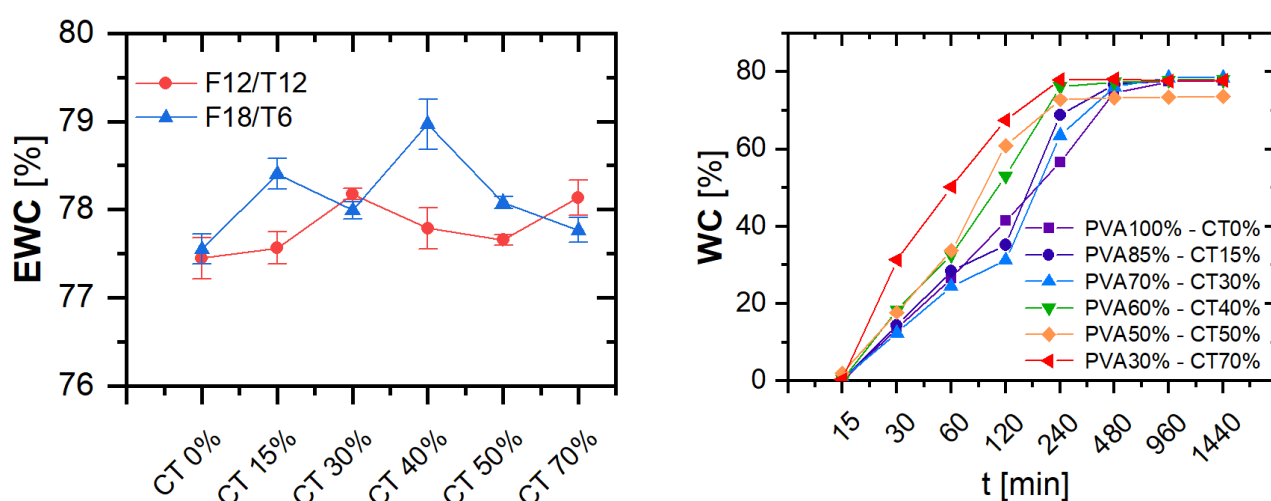 80
79
78
77
76
EWC [%]
F12/T12
F18/T6
CT 0%
CT 15%
CT 30%
CT 40%
CT 50%
CT 70%
80
60
40
20
0
WC [%]
PVA100% - CT0%
PVA85% - CT15%
PVA70% - CT30%
PVA60% - CT40%
PVA50% - CT50%
PVA30% - CT70%
15
30
60
120
240
480
960
1440
t [min]